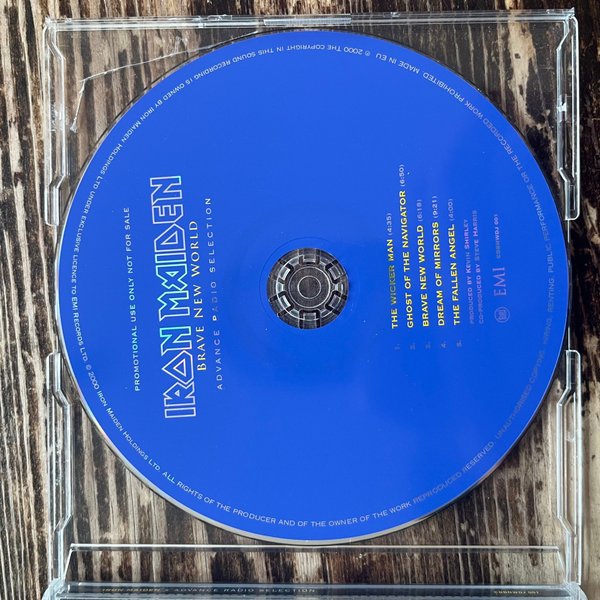 PROMOTIONAL USE ONLY NOT FOR SALE
IRON MAIDEN
BRAVE NEW WORLD
ADVANCE RADIO SELECTION
1. THE WICKER MAN (4:35)
2. GHOST OF THE NAVIGATOR (6:50)
3. BRAVE NEW WORLD (6:18)
4. DREAM OF MIRRORS (9:21)
5. THE FALLEN ANGEL (4:00)
PRODUCED BY KEVIN SHIRLEY
CO-PRODUCED BY STEVE HARRIS
EMI
CDBNWDJ 001
℗ 2000 THE COPYRIGHT IN THIS SOUND RECORDING IS OWNED BY IRON MAIDEN HOLDINGS LTD UNDER EXCLUSIVE LICENCE TO EMI RECORDS LTD. © 2000 IRON MAIDEN HOLDINGS LTD. ALL RIGHTS OF THE PRODUCER AND OF THE OWNER OF THE WORK REPRODUCED RESERVED. UNAUTHORISED COPYING, HIRING, RENTING, PUBLIC PERFORMANCE OR THE RECORDED WORK PROHIBITED. MADE IN EU
IRON MAIDEN ADVANCE RADIO SELECTION
CDBNWDJ 001